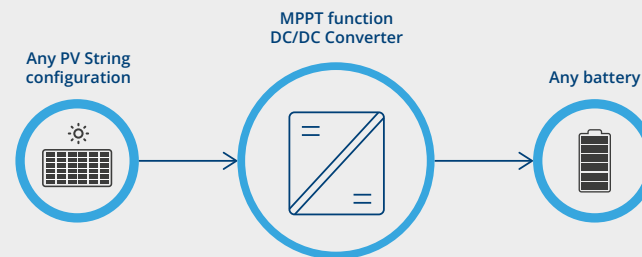 MPPT function
DC/DC Converter
Any PV String
configuration
Any battery